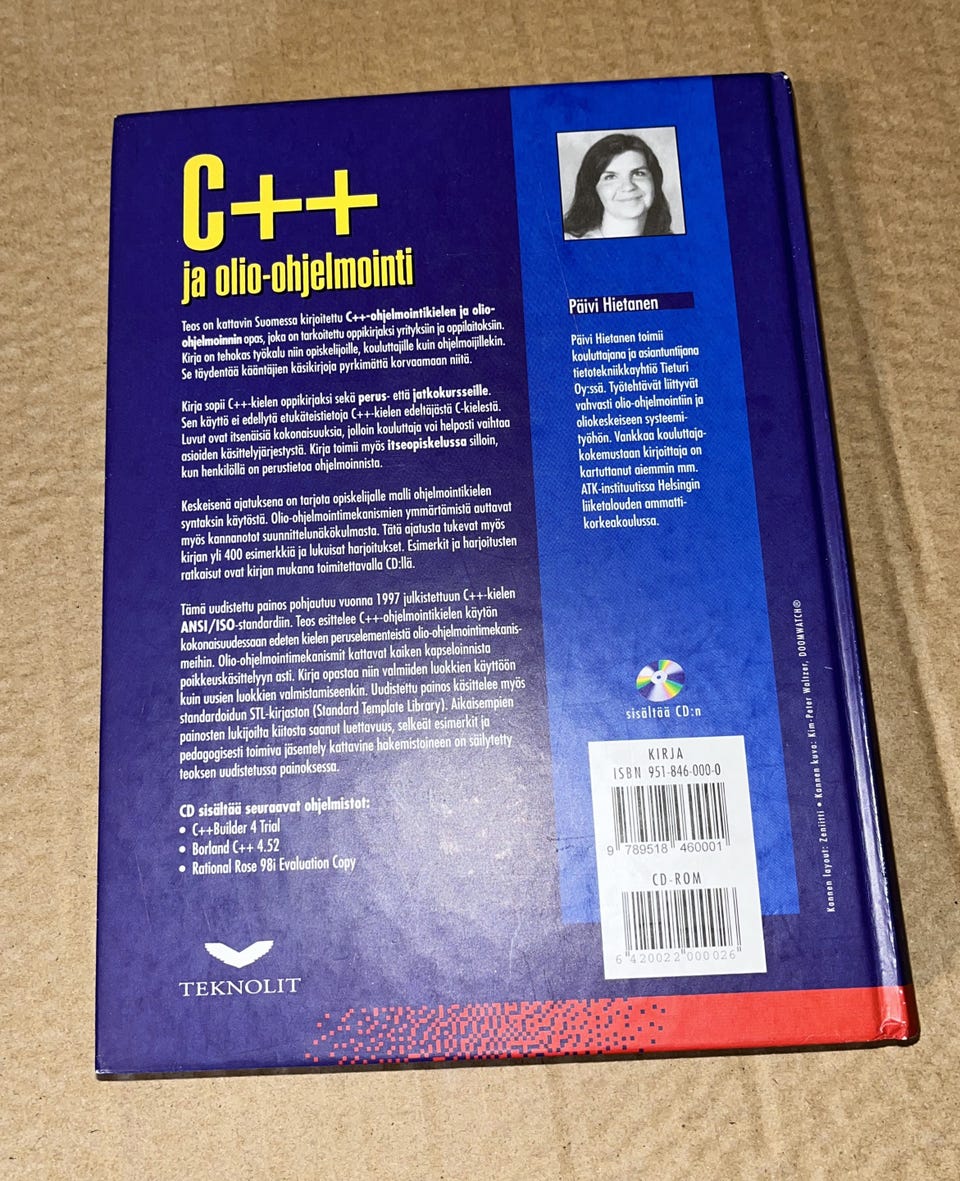 C++
ja olio-ohjelmointi
Teos on kattavin Suomessa kirjoitettu C++-ohjelmointikielen ja olio-
ohjelmoinnin opas, joka on tarkoitettu oppikirjaksi yrityksiin ja oppilaitoksiin.
Kirja on tehokas työkalu niin opiskelijoille, kouluttajille kuin ohjelmoijillekin.
Se täydentää kääntäjien käsikirjoja pyrkimättä korvaamaan niitä.
Kirja sopii C++-kielen oppikirjaksi sekä perus- että jatkokursseille.
Sen käyttö ei edellytä etukäteistietoja C++-kielen edeltäjästä C-kielestä.
Luvut ovat itsenäisiä kokonaisuuksia, jolloin kouluttaja voi helposti vaihtaa
asioiden käsittelyjärjestystä. Kirja toimii myös itseopiskelussa silloin,
kun henkilöllä on perustietoa ohjelmoinnista.
Keskeisenä ajatuksena on tarjota opiskelijalle malli ohjelmointikielen
syntaksin käytöstä. Olio-ohjelmointimekanismien ymmärtämistä auttavat
myös kannanotot suunnittelunäkökulmasta. Tätä ajatusta tukevat myös
kirjan yli 400 esimerkkiä ja lukuisat harjoitukset. Esimerkit ja harjoitusten
ratkaisut ovat kirjan mukana toimitettavalla CD:llä.
Tämä uudistettu painos pohjautuu vuonna 1997 julkistettuun C++-kielen
ANSI/ISO-standardiin. Teos esittelee C++-ohjelmointikielen käytön
kokonaisuudessaan edeten kielen peruselementeistä olio-ohjelmointimekanis-
meihin. Olio-ohjelmointimekanismit kattavat kaiken kapseloinnista
poikkeuskäsittelyyn asti. Kirja opastaa niin valmiiden luokkien käyttöön
kuin uusien luokkien valmistamiseenkin. Uudistettu painos käsittelee myös
standardoidun STL-kirjaston (Standard Template Library). Aikaisempien
painosten lukijoilta kiitosta saanut luettavuus, selkeät esimerkit ja
pedagogisesti toimiva jäsentely kattavine hakemistoineen on säilytetty
teoksen uudistetussa painoksessa.
CD sisältää seuraavat ohjelmistot:
• C++Builder 4 Trial
• Borland C++ 4.52
• Rational Rose 98i Evaluation Copy
TEKNOLIT
Päivi Hietanen
Päivi Hietanen toimii
kouluttajana ja asiantuntijana
tietotekniikkayhtiö Tieturi
Oy:ssä. Työtehtävät liittyvät
vahvasti olio-ohjelmointiin ja
oliokeskeiseen systeemi-
työhön. Vankkaa kouluttaja-
kokemustaan kirjoittaja on
kartuttanut aiemmin mm.
ATK-instituutissa Helsingin
liiketalouden ammatti-
korkeakoulussa.
sisältää CD:n
KIRJA
ISBN 951-846-000-0
9 789518 460001
CD-ROM
6 420022 000026
Kannen layout: Zeniitti • Kannen kuva: Kim-Peter Waltzer, DOOMWATCH®